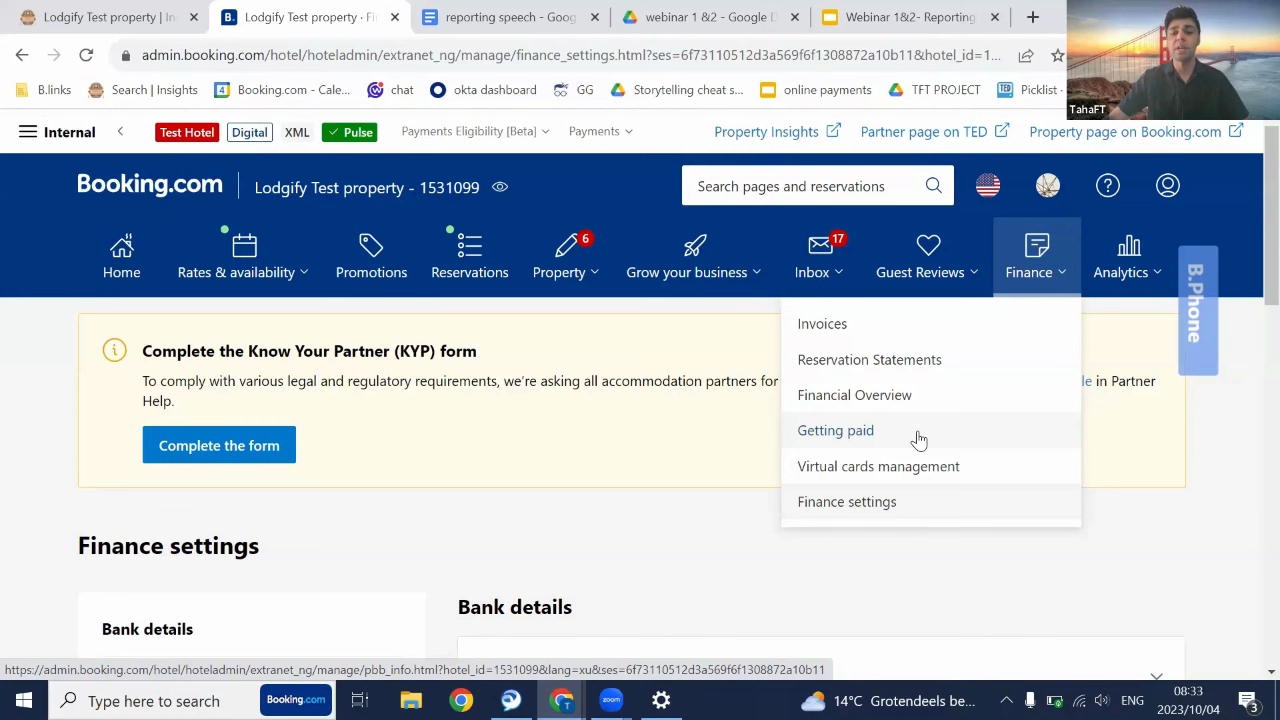 Lodgify Test property [In
Lodgify Test property · Fi
reporting speech - Goog
webinar 1 &2 - Google D
Webinar 1&2- Reporting
admin.booking.com/hotel/hoteladmin/extranet_ng/manage/finance_settings.html?ses=6f73110512d3a569f6f1308872a10b11&hotel_id=1...
B.links
Search | Insights
Booking.com - Cale...
chat
okta dashboard
GG
Storytelling cheat s...
online payments
TFT PROJECT
Picklist -
TahaFT
Internal
Test Hotel
Digital
XML
Pulse
Payments Eligibility [Beta]
Payments
Property Insights
Partner page on TED
Property page on Booking.com
Booking.com
Lodgify Test property - 1531099
Search pages and reservations
Home
Rates & availability
Promotions
Reservations
6
Property
Grow your business
17
Inbox
Guest Reviews
Finance
Analytics
B.Phone
Invoices
Reservation Statements
Financial Overview
Getting paid
Virtual cards management
Finance settings
Complete the Know Your Partner (KYP) form
To comply with various legal and regulatory requirements, we're asking all accommodation partners for
le in Partner
Help.
Complete the form
Finance settings
Bank details
Bank details
https://admin.booking.com/hotel/hoteladmin/extranet_ng/manage/pbb_info.html?hotel_id=1531099&lang=xu&ses=6f73110512d3a569f6f1308872a10b11
Type here to search
Booking.com
zoom
T
14°C Grotendeels be...
ENG
08:33
2023/10/04
3